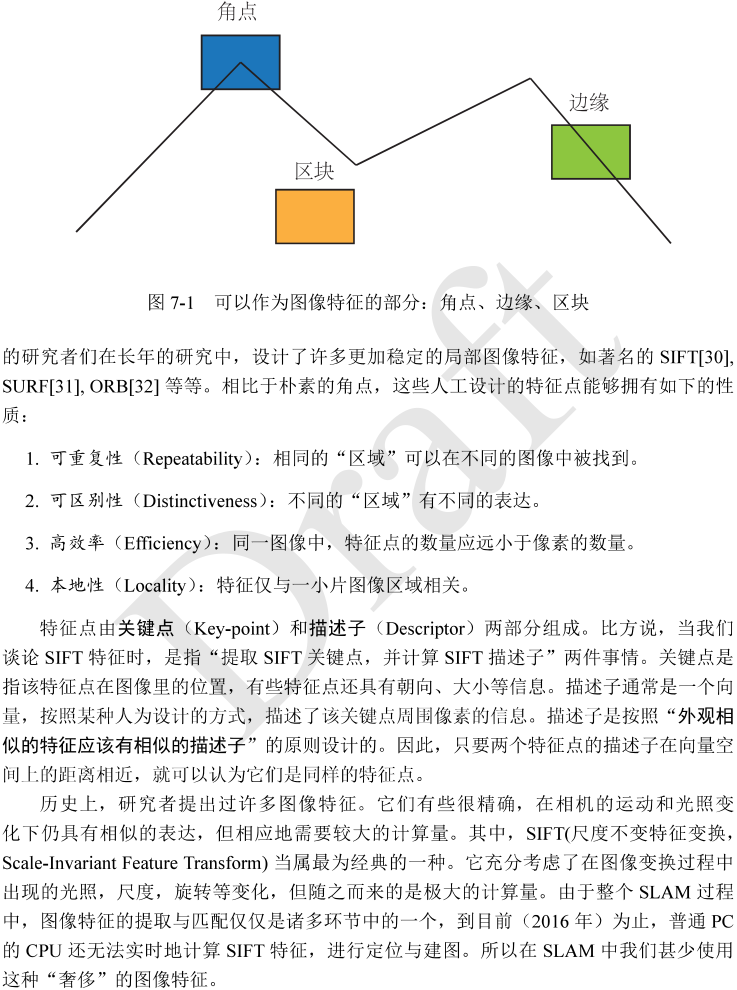 角点
边缘
区块
图 7-1 可以作为图像特征的部分：角点、边缘、区块
的研究者们在长年的研究中，设计了许多更加稳定的局部图像特征，如著名的 SIFT[30],
SURF[31], ORB[32] 等等。相比于朴素的角点，这些人工设计的特征点能够拥有如下的性
质：
1. 可重复性（Repeatability）：相同的“区域”可以在不同的图像中被找到。
2. 可区别性（Distinctiveness）：不同的“区域”有不同的表达。
3. 高效率（Efficiency）：同一图像中，特征点的数量应远小于像素的数量。
4. 本地性（Locality）：特征仅与一小片图像区域相关。
特征点由关键点（Key-point）和描述子（Descriptor）两部分组成。比方说，当我们
谈论 SIFT 特征时，是指“提取 SIFT 关键点，并计算 SIFT 描述子”两件事情。关键点是
指该特征点在图像里的位置，有些特征点还具有朝向、大小等信息。描述子通常是一个向
量，按照某种人为设计的方式，描述了该关键点周围像素的信息。描述子是按照“外观相
似的特征应该有相似的描述子”的原则设计的。因此，只要两个特征点的描述子在向量空
间上的距离相近，就可以认为它们是同样的特征点。
历史上，研究者提出过许多图像特征。它们有些很精确，在相机的运动和光照变
化下仍具有相似的表达，但相应地需要较大的计算量。其中，SIFT(尺度不变特征变换，
Scale-Invariant Feature Transform) 当属最为经典的一种。它充分考虑了在图像变换过程中
出现的光照，尺度，旋转等变化，但随之而来的是极大的计算量。由于整个 SLAM 过程
中，图像特征的提取与匹配仅仅是诸多环节中的一个，到目前（2016 年）为止，普通 PC
的 CPU 还无法实时地计算 SIFT 特征，进行定位与建图。所以在 SLAM 中我们甚少使用
这种“奢侈”的图像特征。
Draft